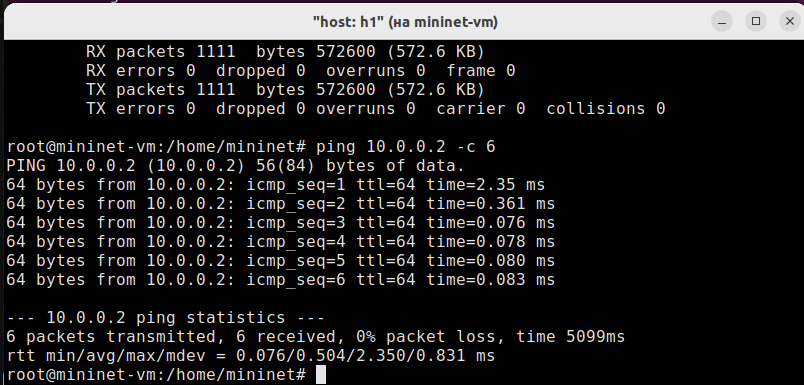 "host: h1" (на mininet-vm)
RX packets 1111  bytes 572600 (572.6 KB)
RX errors 0  dropped 0  overruns 0  frame 0
TX packets 1111  bytes 572600 (572.6 KB)
TX errors 0  dropped 0 overruns 0  carrier 0  collisions 0
root@mininet-vm:/home/mininet# ping 10.0.0.2 -c 6
PING 10.0.0.2 (10.0.0.2) 56(84) bytes of data.
64 bytes from 10.0.0.2: icmp_seq=1 ttl=64 time=2.35 ms
64 bytes from 10.0.0.2: icmp_seq=2 ttl=64 time=0.361 ms
64 bytes from 10.0.0.2: icmp_seq=3 ttl=64 time=0.076 ms
64 bytes from 10.0.0.2: icmp_seq=4 ttl=64 time=0.078 ms
64 bytes from 10.0.0.2: icmp_seq=5 ttl=64 time=0.080 ms
64 bytes from 10.0.0.2: icmp_seq=6 ttl=64 time=0.083 ms
--- 10.0.0.2 ping statistics ---
6 packets transmitted, 6 received, 0% packet loss, time 5099ms
rtt min/avg/max/mdev = 0.076/0.504/2.350/0.831 ms
root@mininet-vm:/home/mininet#